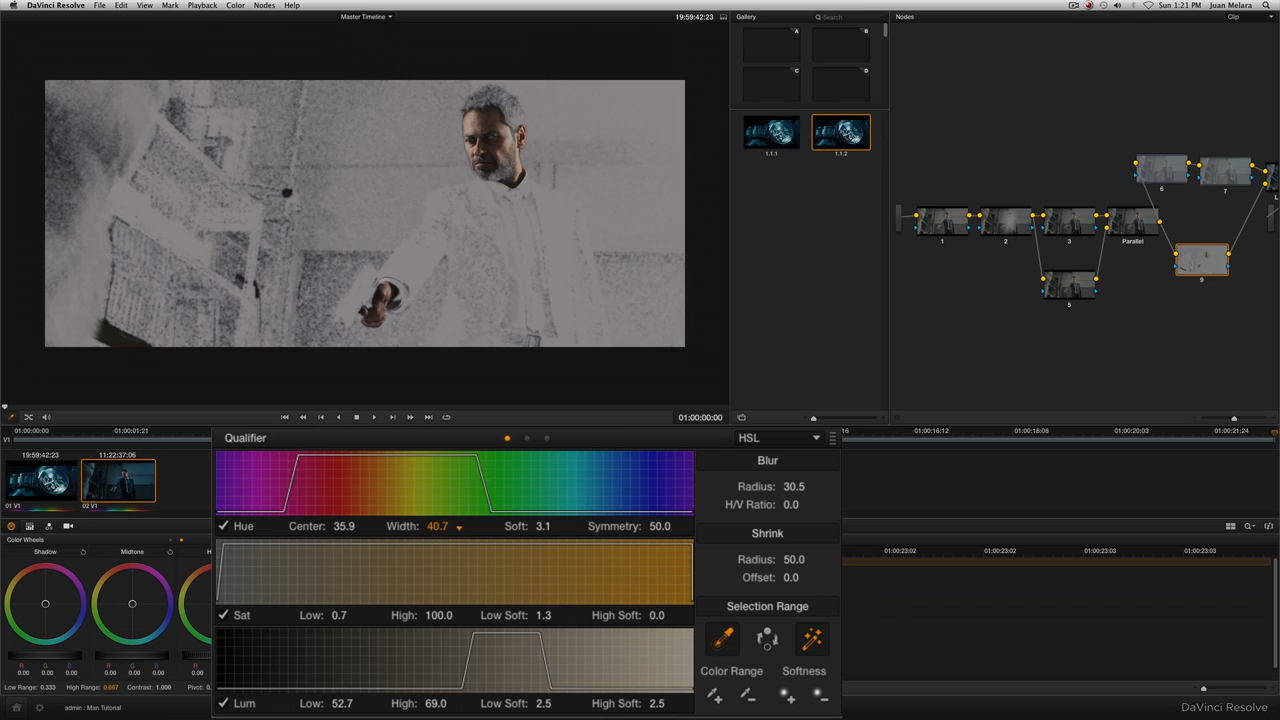 DaVinci Resolve File Edit View Mark Playback Color Nodes Help Sun 1:21 PM Juan Melara
Master Timeline 19:59:42:23 Gallery Search Nodes Clip
A B
C D
1.1.1 1.1.2
6 7 L
1 2 3 Parallel
9
5
01:00:00:00
01:00:00:00 01:00:01:21 16 01:00:16:12 01:00:18:08 01:00:20:03 01:00:21:24
V1
Qualifier HSL
19:59:42:23 11:22:37:06
01 V1 02 V1
Blur
Radius: 30.5
H/V Ratio: 0.0
Hue Center: 35.9 Width: 40.7 Soft: 3.1 Symmetry: 50.0
Shrink
Radius: 50.0
Offset: 0.0
Color Wheels
Shadow Midtone H
01:00:23:02 01:00:23:02 01:00:23:03 01:00:23:03
Sat Low: 0.7 High: 100.0 Low Soft: 1.3 High Soft: 0.0
Selection Range
Color Range Softness
R G B R G B R
0.00 0.00 0.00 0.00 0.00 0.00 0.00
Low Range: 0.333 High Range: 0.667 Contrast: 1.000 Pivot: 0.
Lum Low: 52.7 High: 69.0 Low Soft: 2.5 High Soft: 2.5
admin : Man Tutorial
DaVinci Resolve